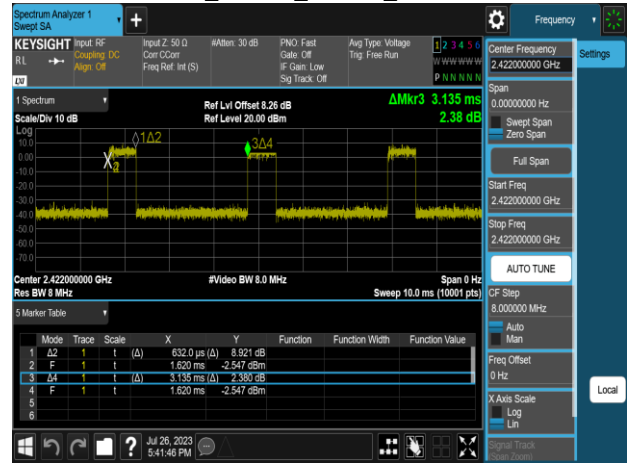 Spectrum Analyzer 1
Swept SA
+
Frequency
KEYSIGHT
Input: RF
Input Z: 50 Ω
#Atten: 30 dB
PNO: Fast
Avg Type: Voltage
1 2 3 4 5 6
RL
Coupling: DC
Corr CCorr
Gate: Off
Trig: Free Run
Align: Off
Freq Ref: Int (S)
IF Gain: Low
W W W W W W
Sig Track: Off
P N N N N N
LXI
1 Spectrum
Ref Lvl Offset 8.26 dB
ΔMkr3 3.135 ms
Scale/Div 10 dB
Ref Level 20.00 dBm
2.38 dB
Log
10.0
0.00
-10.0
-20.0
-30.0
-40.0
-50.0
-60.0
-70.0
1Δ2
X2
3Δ4
Center 2.422000000 GHz
#Video BW 8.0 MHz
Span 0 Hz
Res BW 8 MHz
Sweep 10.0 ms (10001 pts)
5 Marker Table
Mode Trace Scale X Y Function Function Width Function Value
1 Δ2 1 t (Δ) 632.0 µs (Δ) 8.921 dB
2 F 1 t 1.620 ms -2.547 dBm
3 Δ4 1 t (Δ) 3.135 ms (Δ) 2.380 dB
4 F 1 t 1.620 ms -2.547 dBm
5
6
?
Jul 26, 2023
5:41:46 PM
Center Frequency
2.422000000 GHz
Settings
Span
0.00000000 Hz
Swept Span
Zero Span
Full Span
Start Freq
2.422000000 GHz
Stop Freq
2.422000000 GHz
AUTO TUNE
CF Step
8.000000 MHz
Auto
Man
Freq Offset
0 Hz
X Axis Scale
Log
Lin
Local
Signal Track
(Span Zoom)